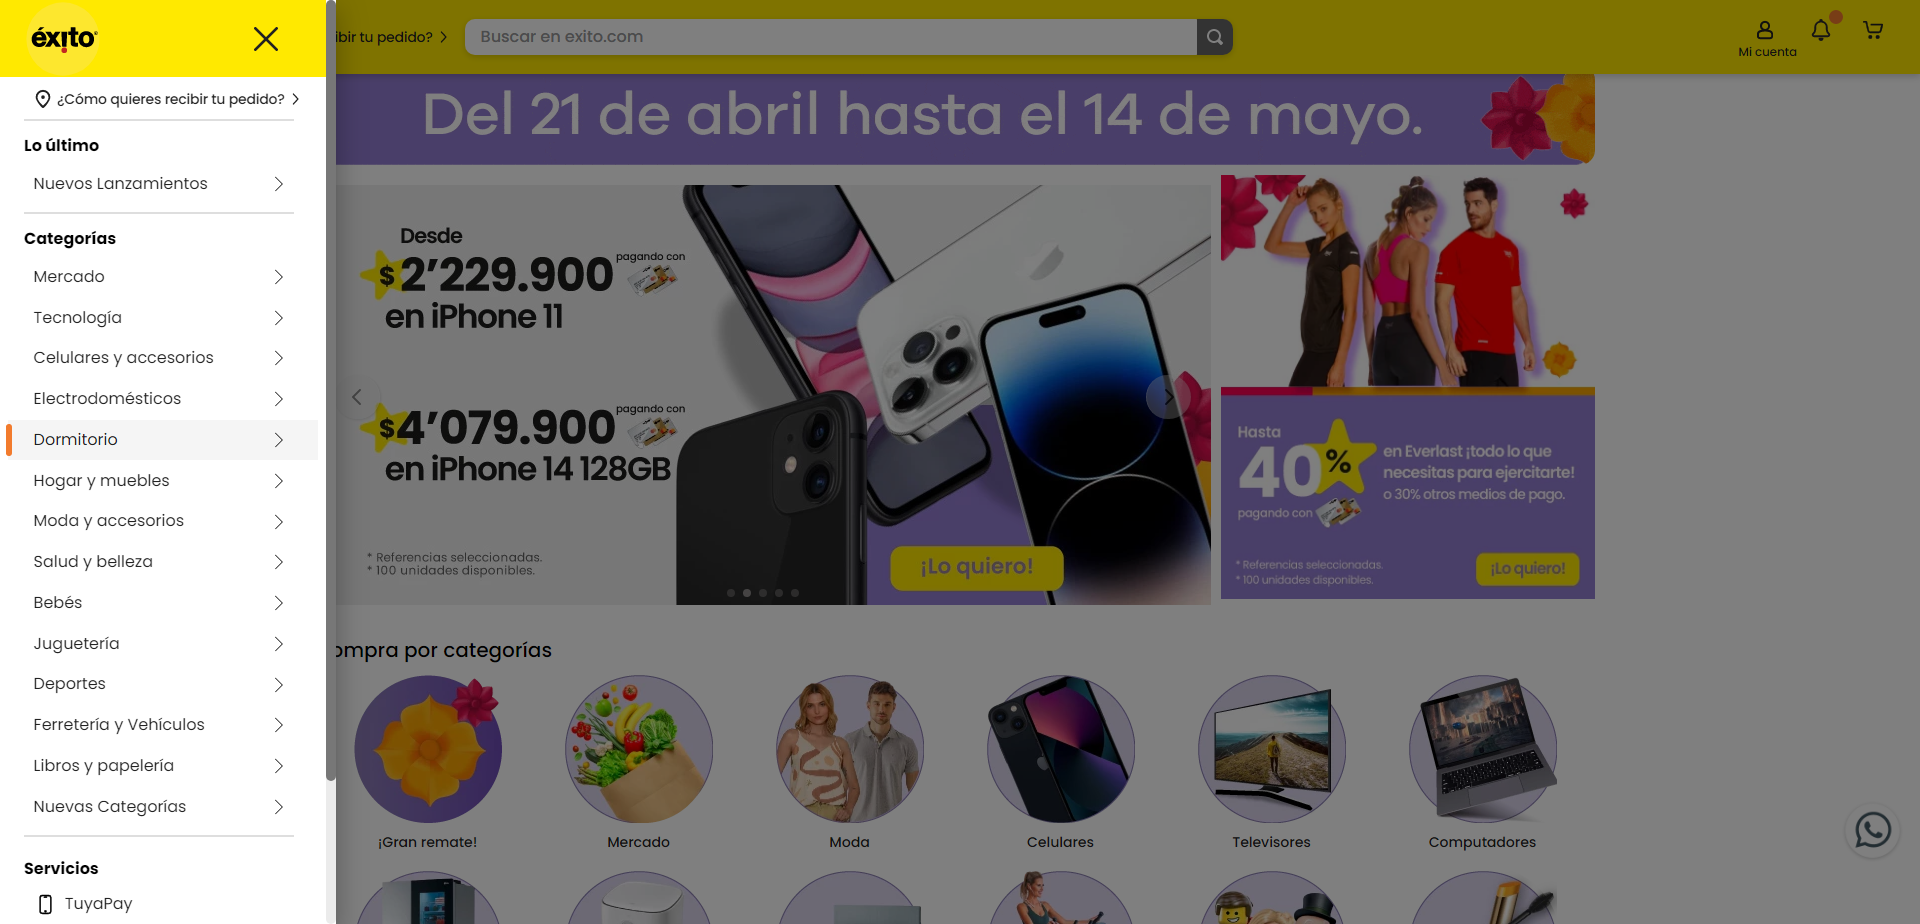 éxito
¿Cómo quieres recibir tu pedido?
Lo último
Nuevos Lanzamientos
Categorías
Mercado
Tecnología
Celulares y accesorios
Electrodomésticos
Dormitorio
Hogar y muebles
Moda y accesorios
Salud y belleza
Bebés
Juguetería
Deportes
Ferretería y Vehículos
Libros y papelería
Nuevas Categorías
Servicios
TuyaPay
ibir tu pedido?
Buscar en exito.com
Mi cuenta
Del 21 de abril hasta el 14 de mayo.
Desde
$2'229.900 pagando con
en iPhone 11
$4'079.900 pagando con
en iPhone 14 128GB
* Referencias seleccionadas.
* 100 unidades disponibles.
¡Lo quiero!
Hasta
40%
pagando con
en Everlast ¡todo lo que
necesitas para ejercitarte!
o 30% otros medios de pago.
* Referencias seleccionadas.
* 100 unidades disponibles.
¡Lo quiero!
ompra por categorías
¡Gran remate!
Mercado
Moda
Celulares
Televisores
Computadores